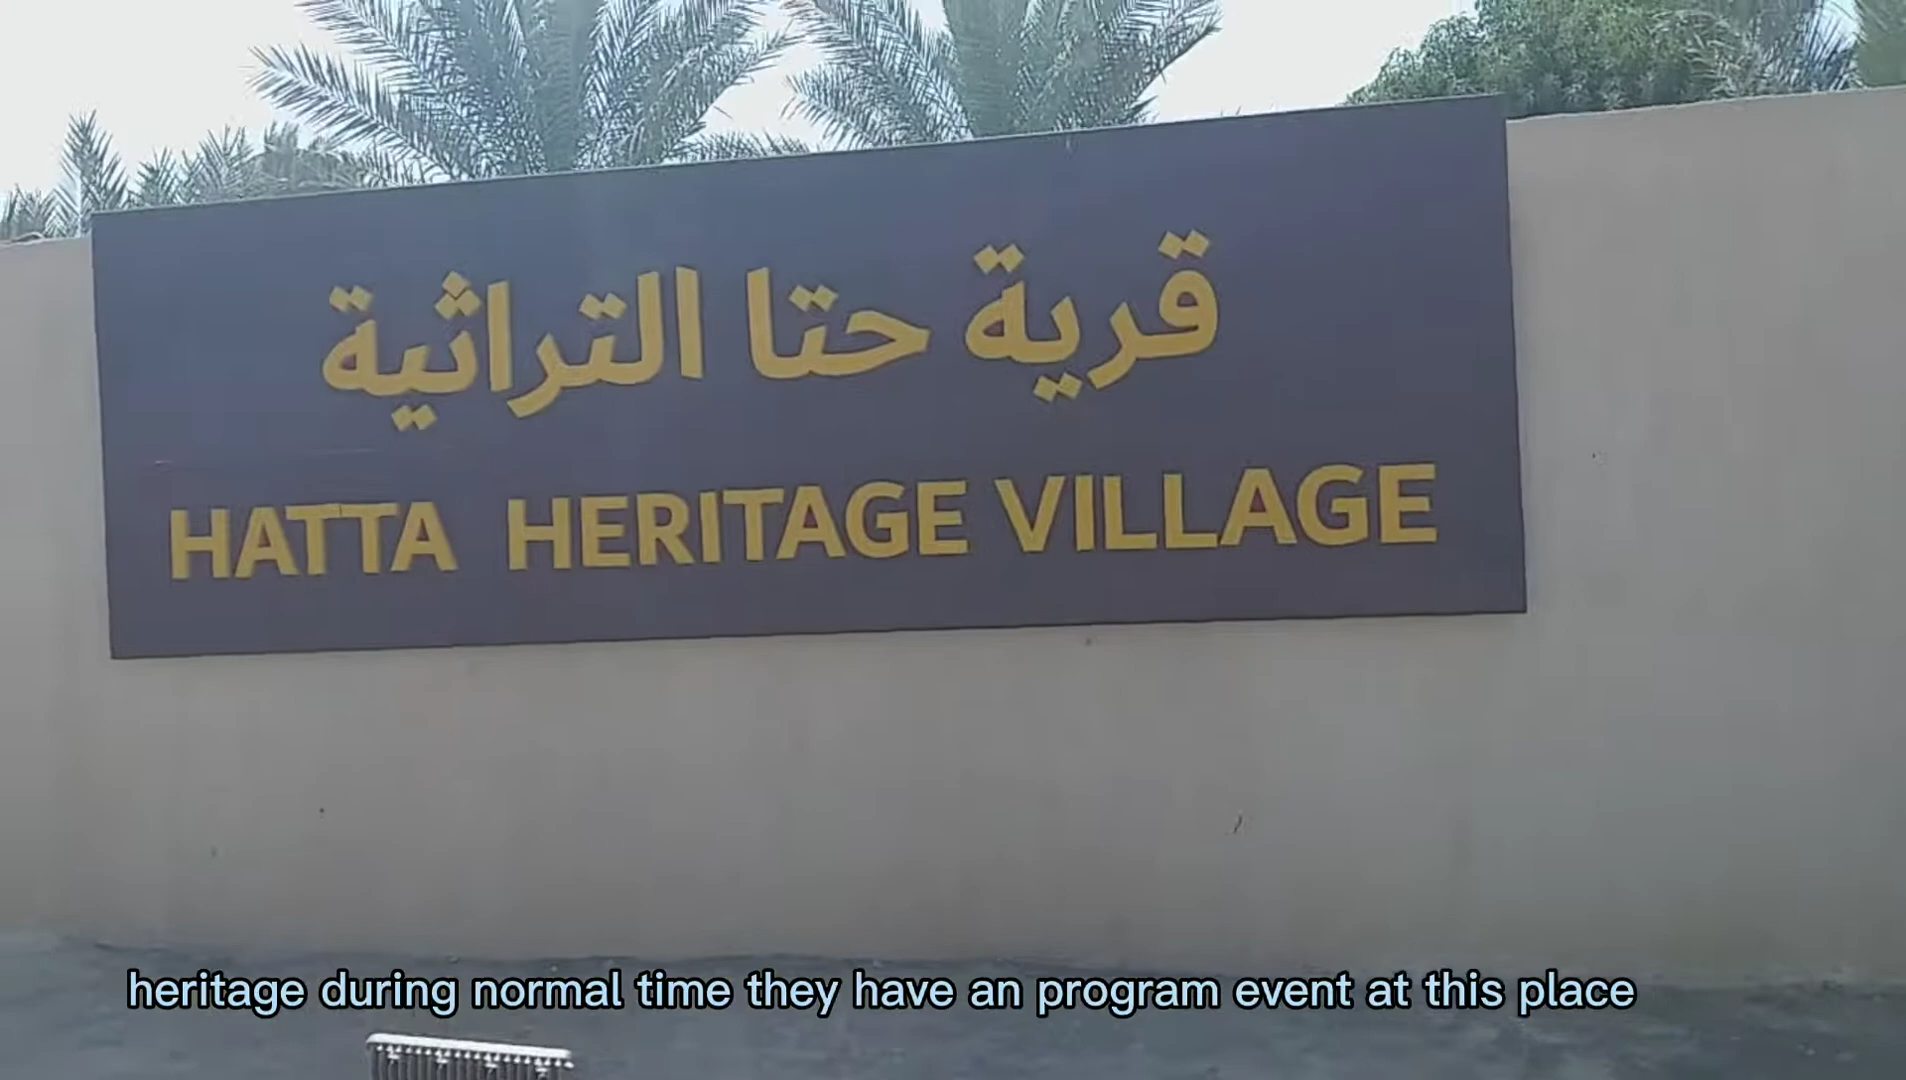 قرية حتا التراثية
HATTA HERITAGE VILLAGE
heritage during normal time they have an program event at this place